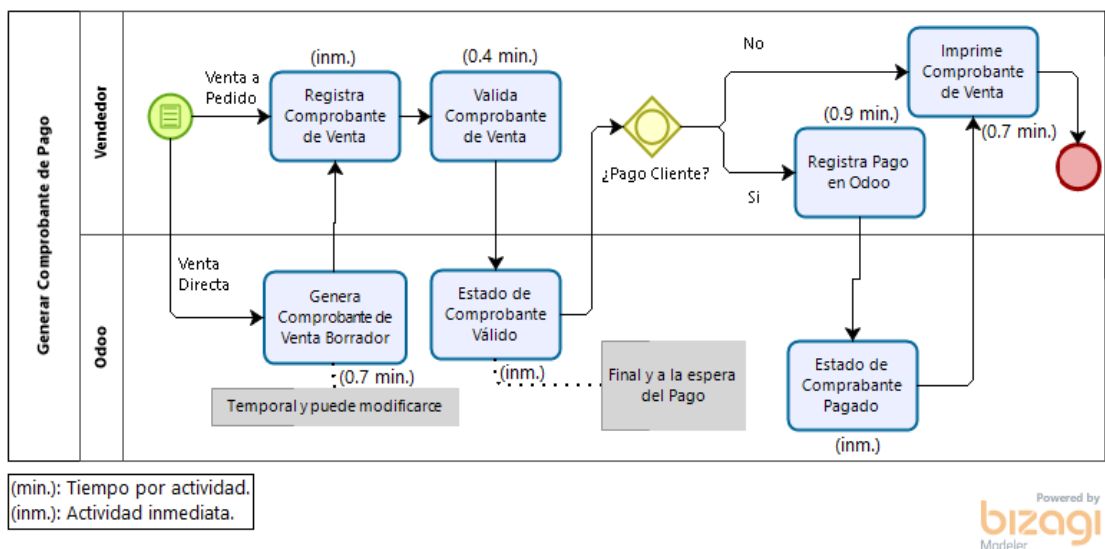 Generar Comprobante de Pago
Vendedor
Odoo
Venta a
Pedido
(inm.)
Registra
Comprobante
de Venta
(0.4 min.)
Valida
Comprobante
de Venta
¿Pago Cliente?
No
Si
(0.9 min.)
Registra Pago
en Odoo
Imprime
Comprobante
de Venta
(0.7 min.)
Venta
Directa
Genera
Comprobante de
Venta Borrador
(0.7 min.)
Temporal y puede modificarce
Estado de
Comprobante
Válido
(inm.)
Final y a la espera
del Pago
Estado de
Comprabante
Pagado
(inm.)
(min.): Tiempo por actividad.
(inm.): Actividad inmediata.
Powered by
bizagi
Modeler